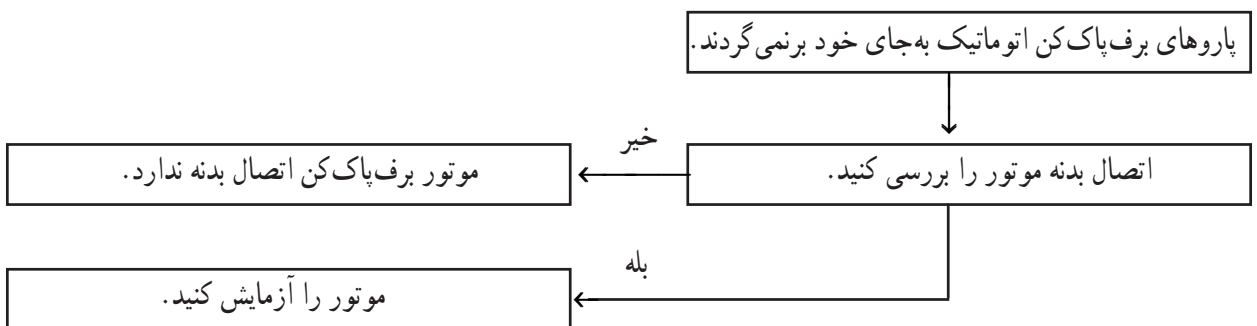 پاروهای برف‌پاک‌کن اتوماتیک به‌جای خود برنمی‌گردند.
اتصال بدنه موتور را بررسی کنید.
خیر
موتور برف‌پاک‌کن اتصال بدنه ندارد.
بله
موتور را آزمایش کنید.